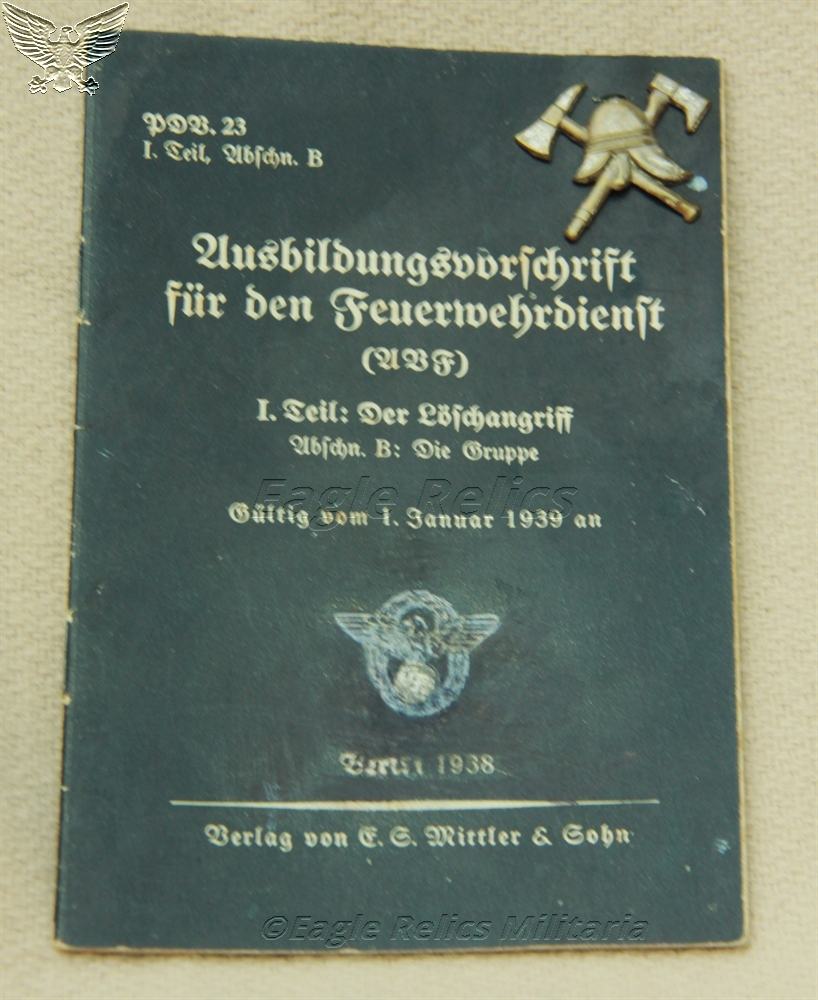 PDV. 23
I. Teil, Abschn. B
Ausbildungsvorschrift
für den Feuerwehrdienst
(AVF)
I. Teil: Der Löschangriff
Abschn. B: Die Gruppe
Eagle Relics
Gültig vom 1. Januar 1939 an
Berlin 1938
Verlag von E. S. Mittler & Sohn
©Eagle Relics Militaria